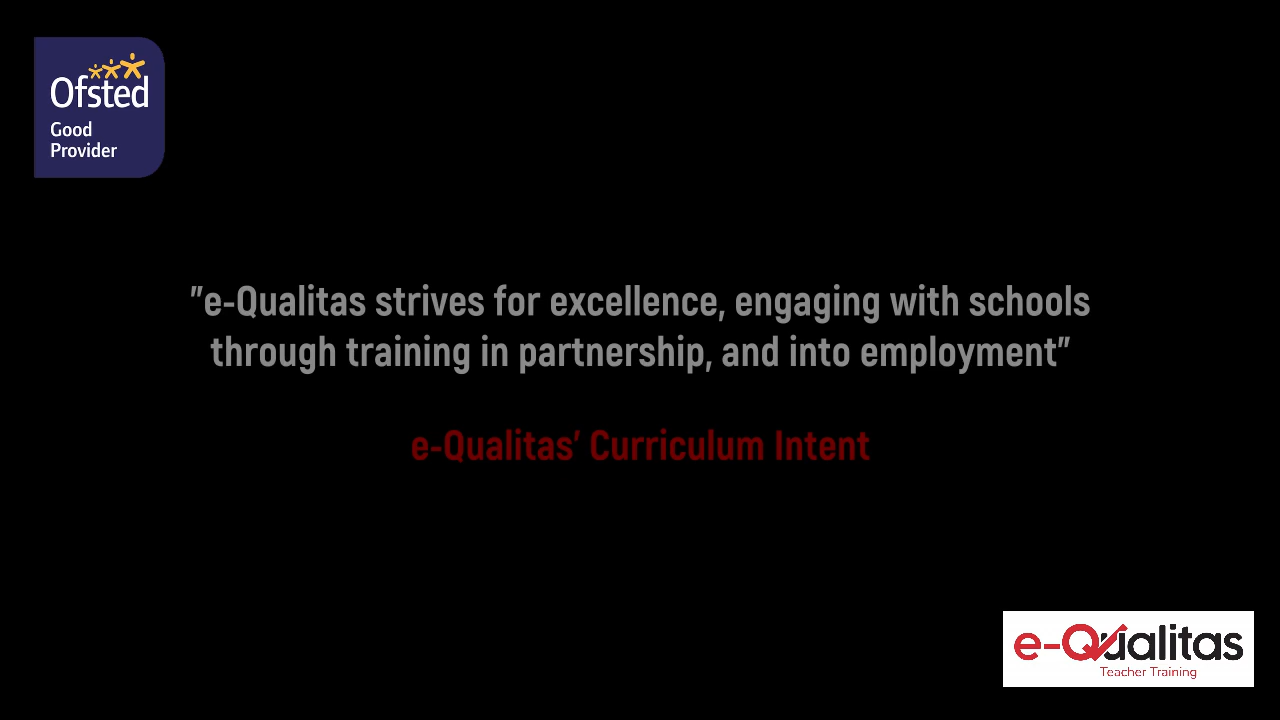 Ofsted
Good
Provider
"e-Qualitas strives for excellence, engaging with schools
through training in partnership, and into employment"
e-Qualitas' Curriculum Intent
e-Qualitas
Teacher Training